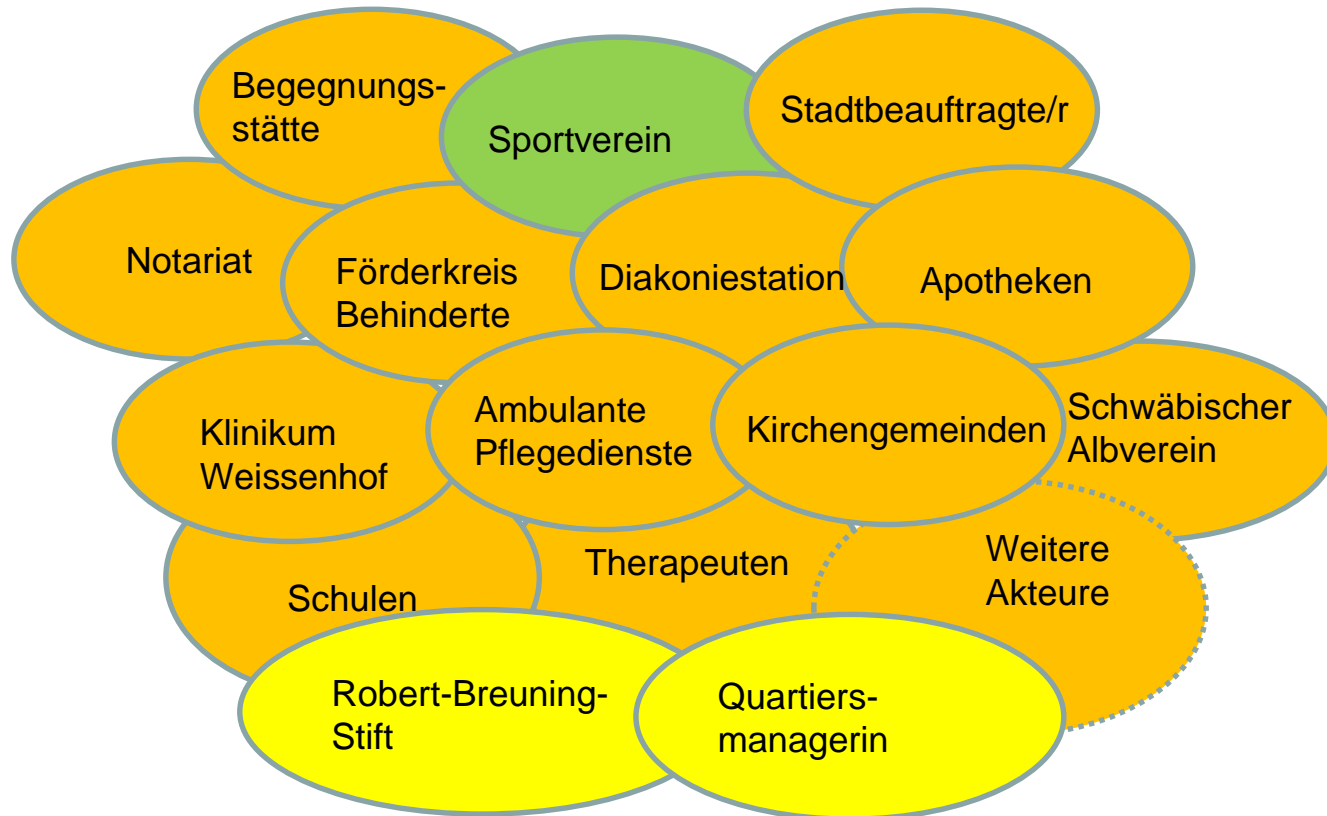 Begegnungs-
stätte
Sportverein
Stadtbeauftragte/r
Notariat
Förderkreis
Behinderte
Diakoniestation
Apotheken
Klinikum
Weissenhof
Ambulante
Pflegedienste
Kirchengemeinden
Schwäbischer
Albverein
Schulen
Therapeuten
Weitere
Akteure
Robert-Breuning-
Stift
Quartiers-
managerin